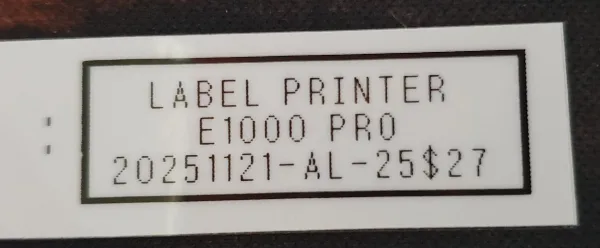 LABEL PRINTER
E1000 PRO
20251121-AL-25$27